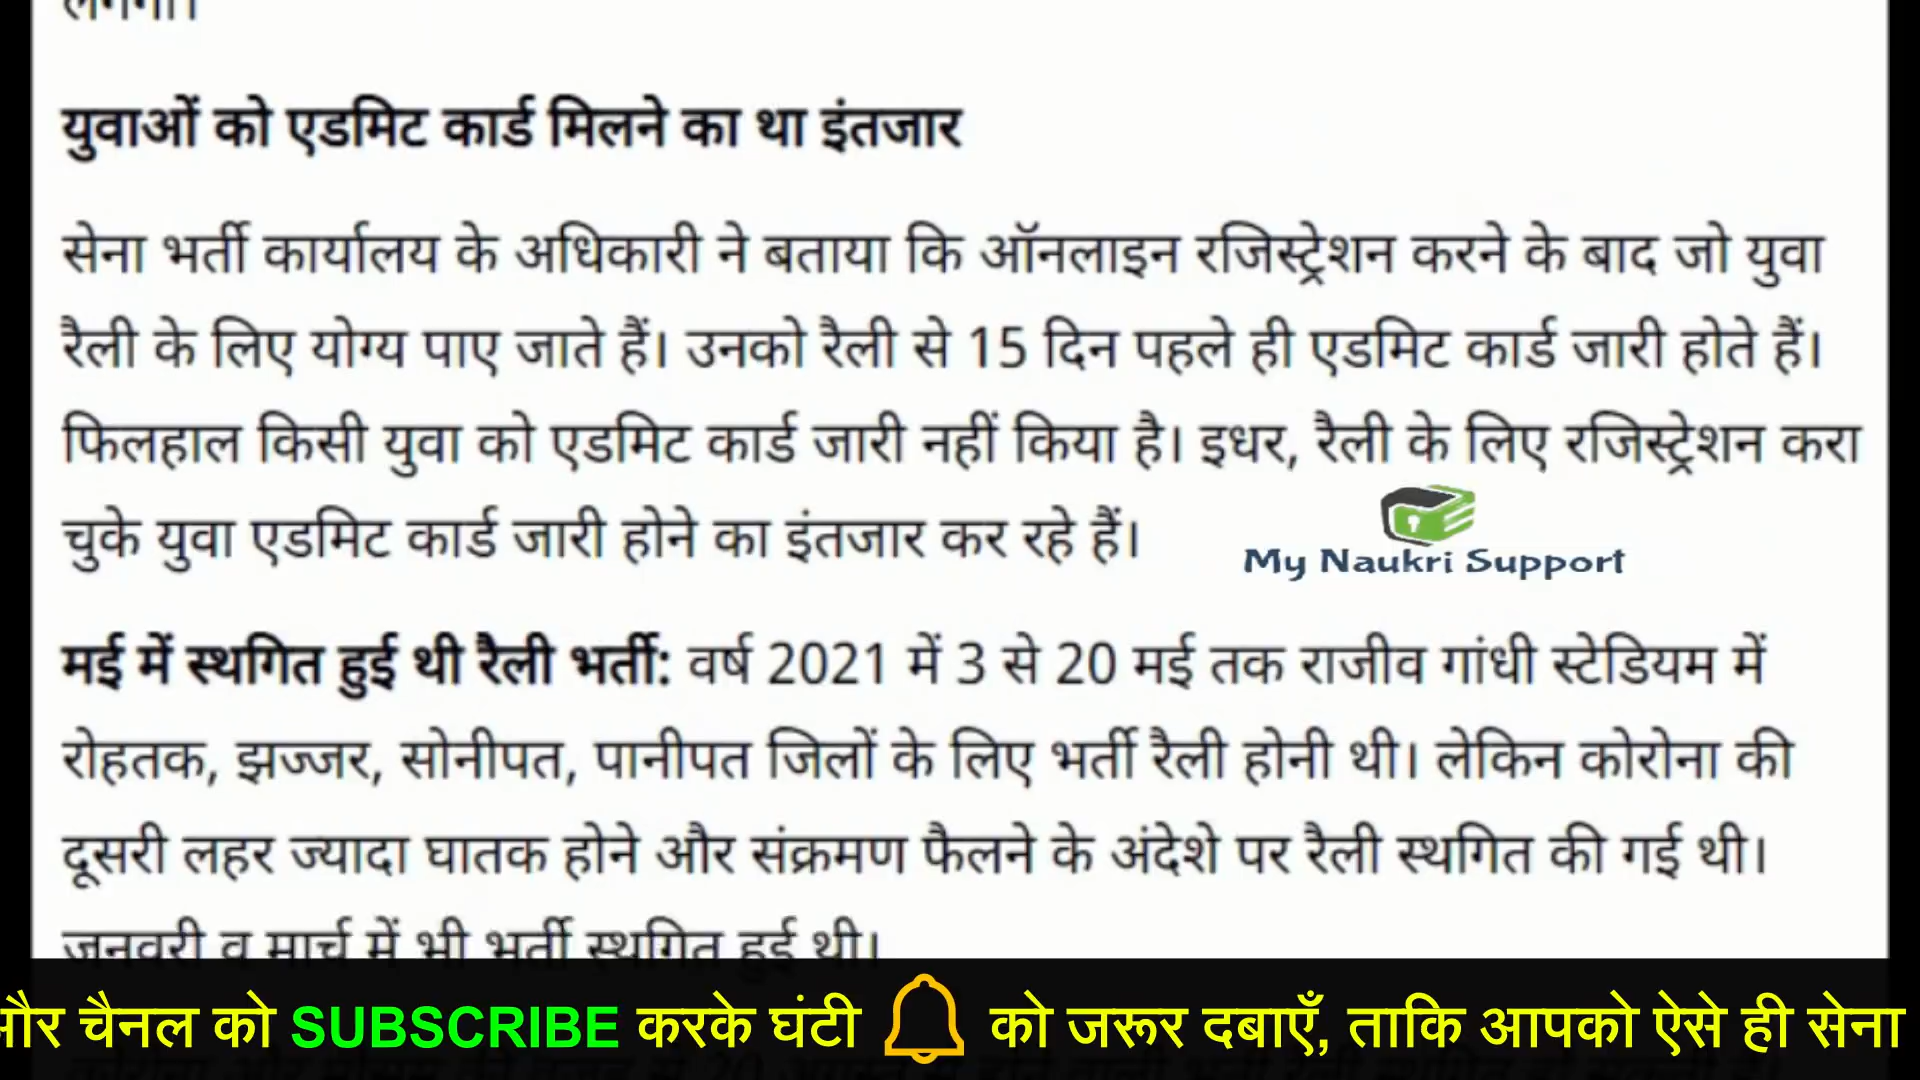 युवाओं को एडमिट कार्ड मिलने का था इंतजार
सेना भर्ती कार्यालय के अधिकारी ने बताया कि ऑनलाइन रजिस्ट्रेशन करने के बाद जो युवा
रैली के लिए योग्य पाए जाते हैं। उनको रैली से 15 दिन पहले ही एडमिट कार्ड जारी होते हैं।
फिलहाल किसी युवा को एडमिट कार्ड जारी नहीं किया है। इधर, रैली के लिए रजिस्ट्रेशन करा
चुके युवा एडमिट कार्ड जारी होने का इंतजार कर रहे हैं।
My Naukri Support
मई में स्थगित हुई थी रैली भर्ती: वर्ष 2021 में 3 से 20 मई तक राजीव गांधी स्टेडियम में
रोहतक, झज्जर, सोनीपत, पानीपत जिलों के लिए भर्ती रैली होनी थी। लेकिन कोरोना की
दूसरी लहर ज्यादा घातक होने और संक्रमण फैलने के अंदेशे पर रैली स्थगित की गई थी।
जनवरी व मार्च में भी भर्ती स्थगित हुई थी।
और चैनल को SUBSCRIBE करके घंटी को जरूर दबाएँ, ताकि आपको ऐसे ही सेना